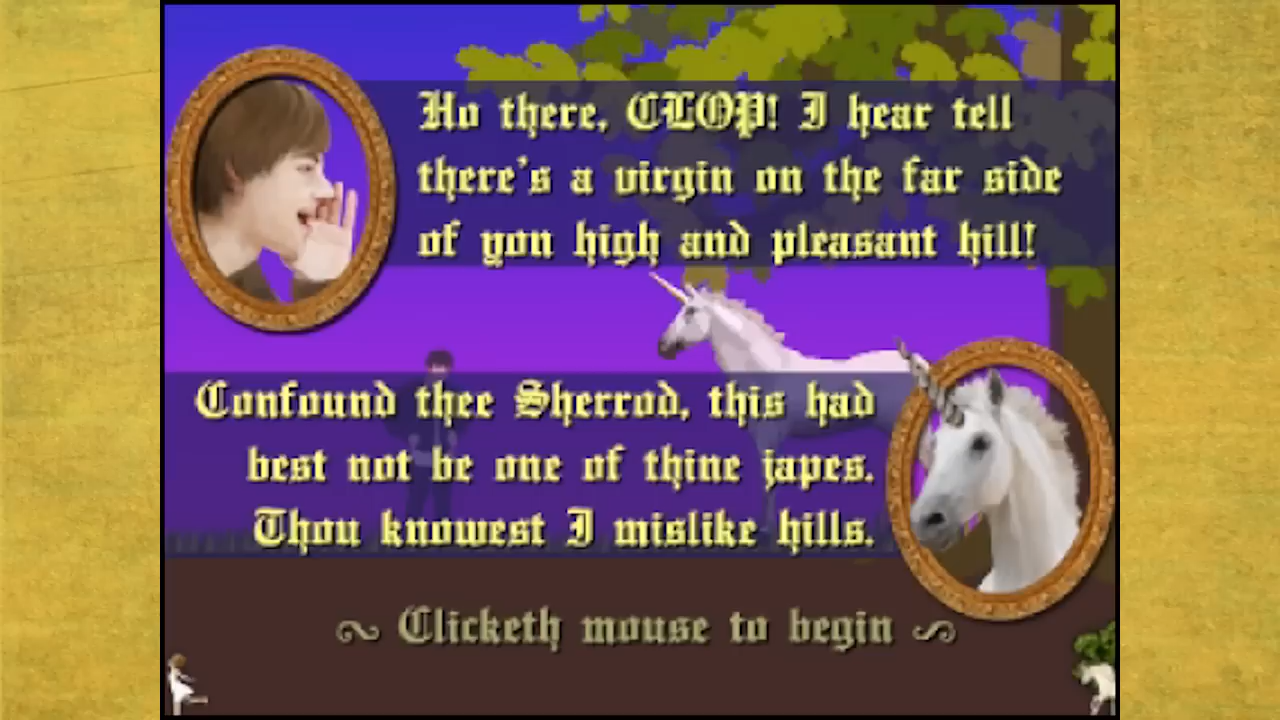 Ho there, CLOP! I hear tell
there's a virgin on the far side
of yon high and pleasant hill!
Confound thee Sherrod, this had
best not be one of thine japes.
Thou knowest I mislike hills.
~ Clicketh mouse to begin ~